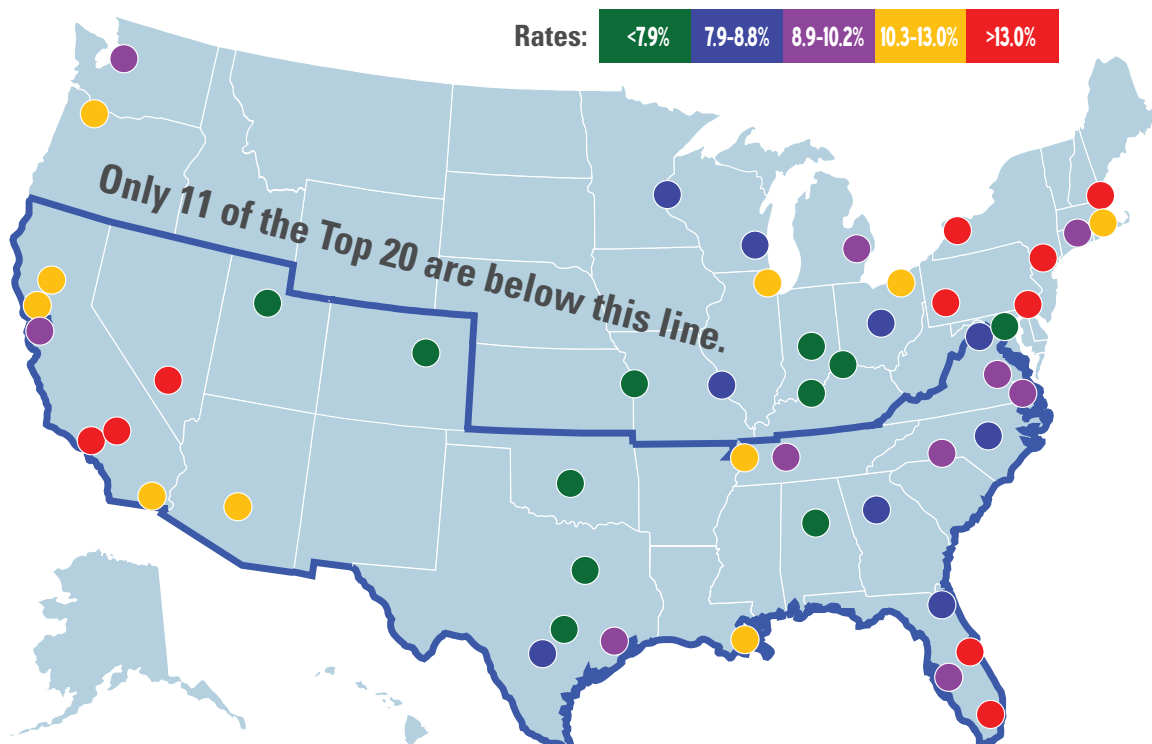 Rates: <7.9% 7.9–8.8% 8.9–10.2% 10.3–13.0% >13.0%
Only 11 of the Top 20 are below this line.